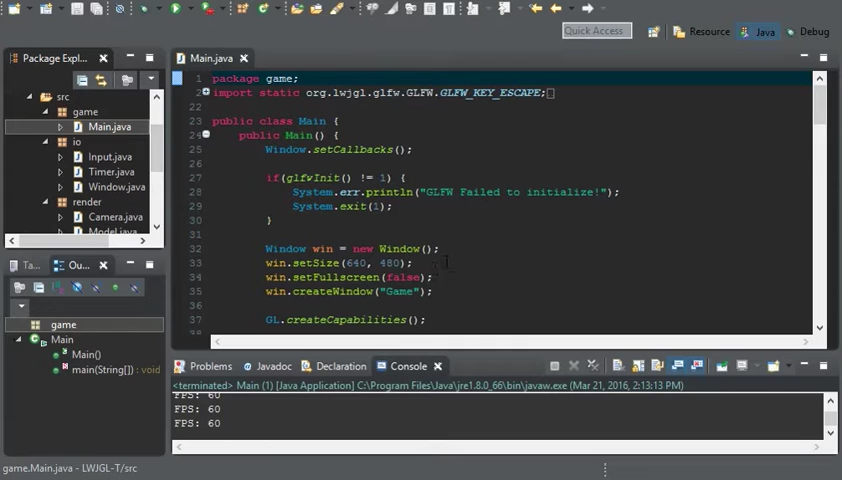 Quick Access
Resource
Java
Debug
Package Expl...
Main.java
src
game
Main.java
io
Input.java
Timer.java
Window.java
render
Camera.java
Model.java
1 package game;
2 import static org.lwjgl.glfw.GLFW.GLFW_KEY_ESCAPE;
22
23 public class Main {
24 public Main() {
25 Window.setCallbacks();
26
27 if(glfwInit() != 1) {
28 System.err.println("GLFW Failed to initialize!");
29 System.exit(1);
30 }
31
32 Window win = new Window();
33 win.setSize(640, 480);
34 win.setFullscreen(false);
35 win.createWindow("Game");
36
37 GL.createCapabilities();
38
Ta...
Ou...
game
Main
Main()
main(String[]) : void
Problems
Javadoc
Declaration
Console
<terminated> Main (1) [Java Application] C:\Program Files\Java\jre1.8.0_66\bin\javaw.exe (Mar 21, 2016, 2:13:13 PM)
FPS: 60
FPS: 60
FPS: 60
game.Main.java - LWJGL-T/src